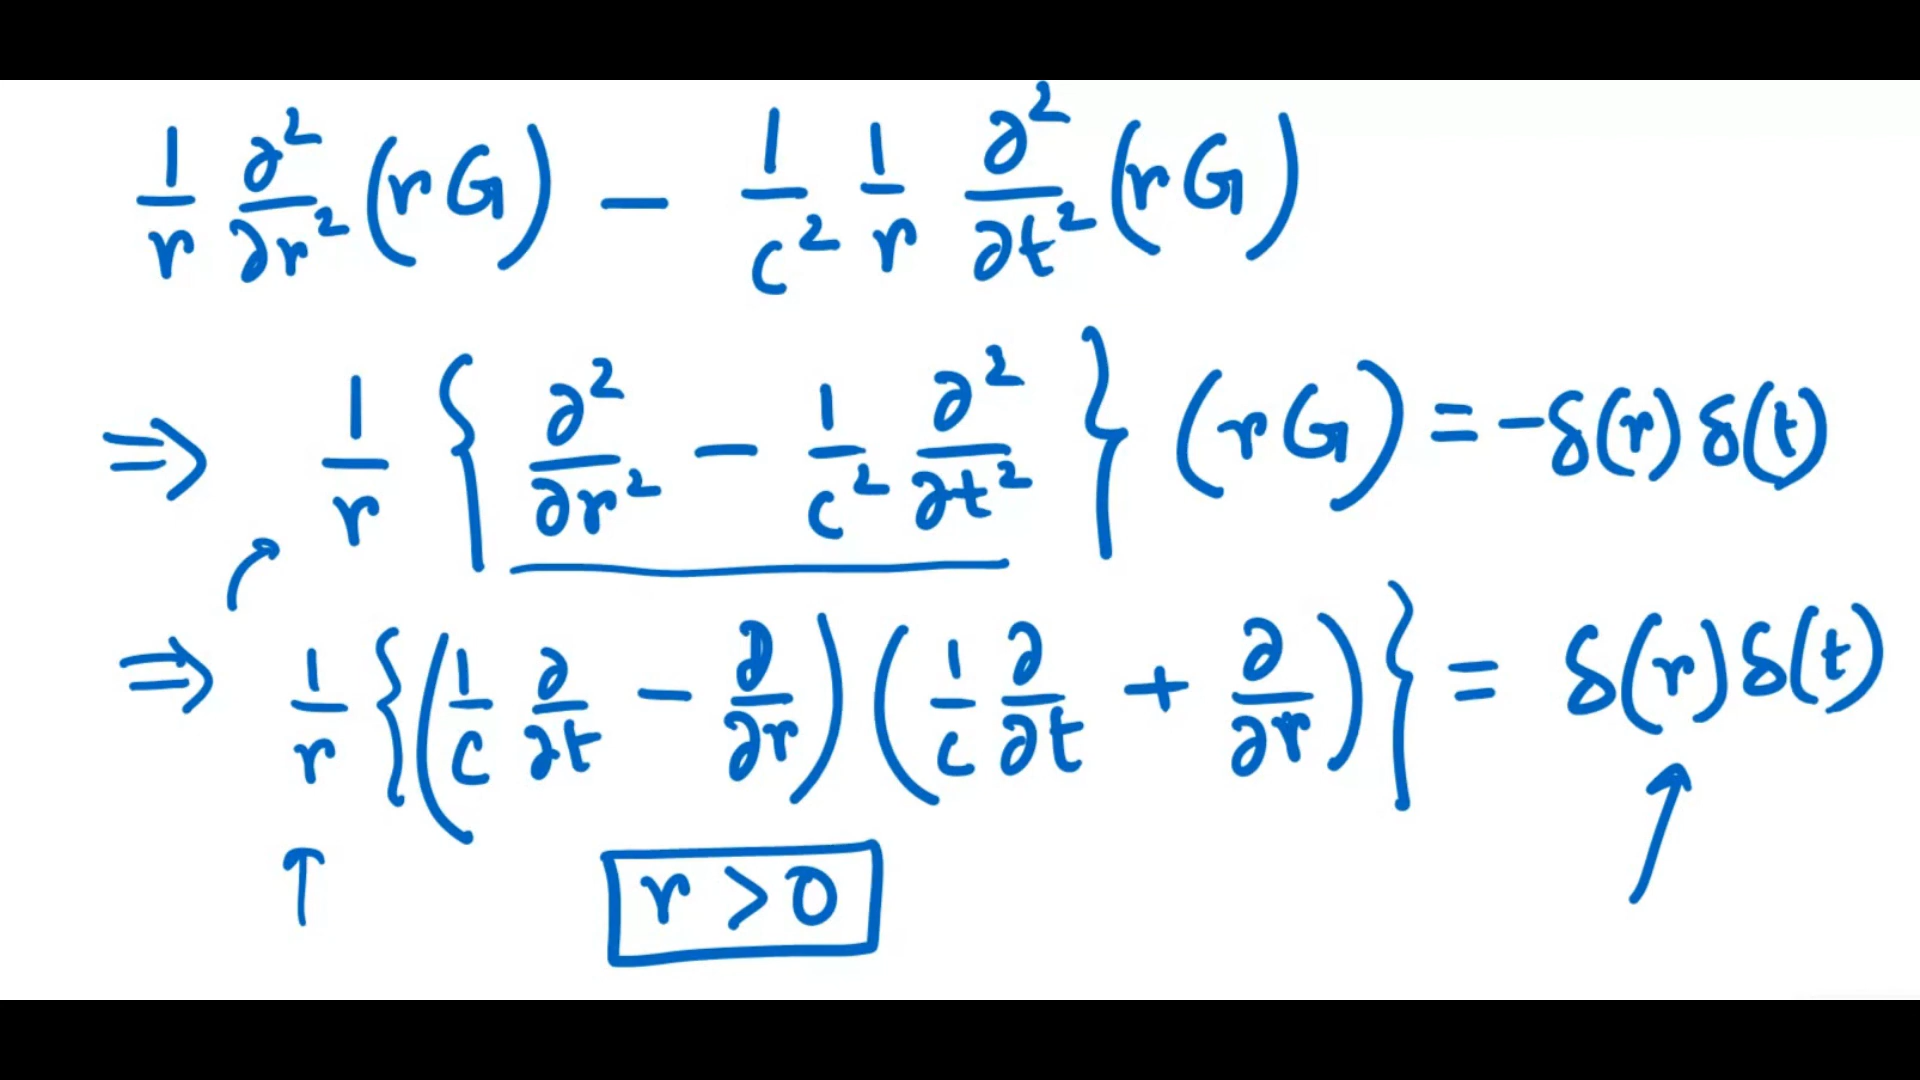 1/r ∂²/∂r² (rG) − 1/c² 1/r ∂²/∂t² (rG)
⇒ 1/r { ∂²/∂r² − 1/c² ∂²/∂t² } (rG) = −δ(r) δ(t)
⇒ 1/r { (1/c ∂/∂t − ∂/∂r) (1/c ∂/∂t + ∂/∂r) } = δ(r) δ(t)
r > 0